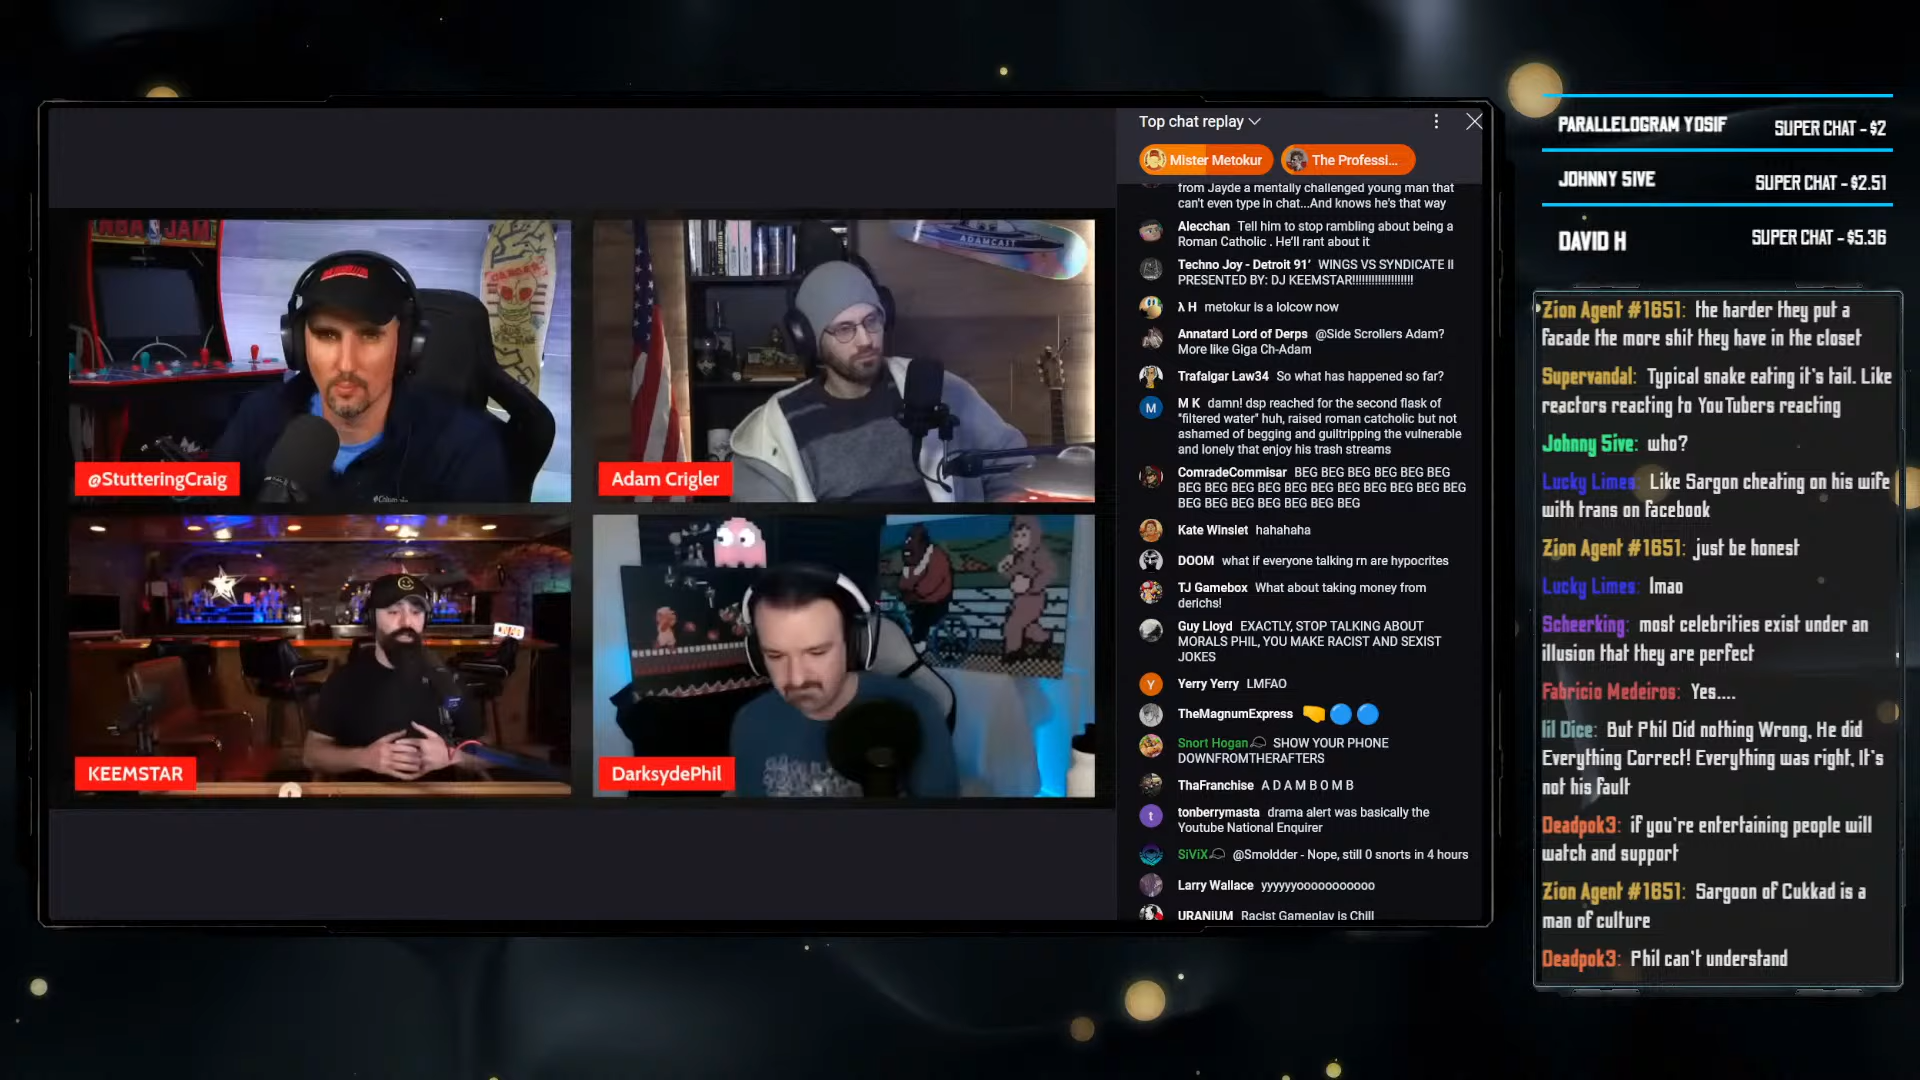 NBA JAM
ADAMCAIT
@StutteringCraig
Adam Crigler
KEEMSTAR
DarksydePhil
Top chat replay
Mister Metokur
The Professi...
from Jayde a mentally challenged young man that
can't even type in chat...And knows he's that way
Alecchan Tell him to stop rambling about being a
Roman Catholic . He'll rant about it
Techno Joy - Detroit 91' WINGS VS SYNDICATE II
PRESENTED BY: DJ KEEMSTAR!!!!!!!!!!!!!!!!!!!
λ H metokur is a lolcow now
Annatard Lord of Derps @Side Scrollers Adam?
More like Giga Ch-Adam
Trafalgar Law34 So what has happened so far?
M
M K damn! dsp reached for the second flask of
"filtered water" huh, raised roman catcholic but not
ashamed of begging and guiltripping the vulnerable
and lonely that enjoy his trash streams
ComradeCommisar BEG BEG BEG BEG BEG BEG
BEG BEG BEG BEG BEG BEG BEG BEG BEG BEG BEG
BEG BEG BEG BEG BEG BEG BEG
Kate Winslet hahahaha
DOOM what if everyone talking rn are hypocrites
TJ Gamebox What about taking money from
derichs!
Guy Lloyd EXACTLY, STOP TALKING ABOUT
MORALS PHIL, YOU MAKE RACIST AND SEXIST
JOKES
Y
Yerry Yerry LMFAO
TheMagnumExpress
Snort Hogan SHOW YOUR PHONE
DOWNFROMTHERAFTERS
ThaFranchise A D A M B O M B
t
tonberrymasta drama alert was basically the
Youtube National Enquirer
SiViX @Smoldder - Nope, still 0 snorts in 4 hours
Larry Wallace yyyyyyooooooooooo
URANiUM Racist Gameplay is Chill
PARALLELOGRAM YOSIF SUPER CHAT - $2
JOHNNY 5IVE SUPER CHAT - $2.51
DAVID H SUPER CHAT - $5.36
Zion Agent #1651: the harder they put a
facade the more shit they have in the closet
Supervandal: Typical snake eating it's tail. Like
reactors reacting to YouTubers reacting
Johnny 5ive: who?
Lucky Limes: Like Sargon cheating on his wife
with trans on facebook
Zion Agent #1651: just be honest
Lucky Limes: lmao
Scheerking: most celebrities exist under an
illusion that they are perfect
Fabricio Medeiros: Yes....
lil Dice: But Phil Did nothing Wrong, He did
Everything Correct! Everything was right, It's
not his fault
Deadpok3: if you're entertaining people will
watch and support
Zion Agent #1651: Sargoon of Cukkad is a
man of culture
Deadpok3: Phil can't understand